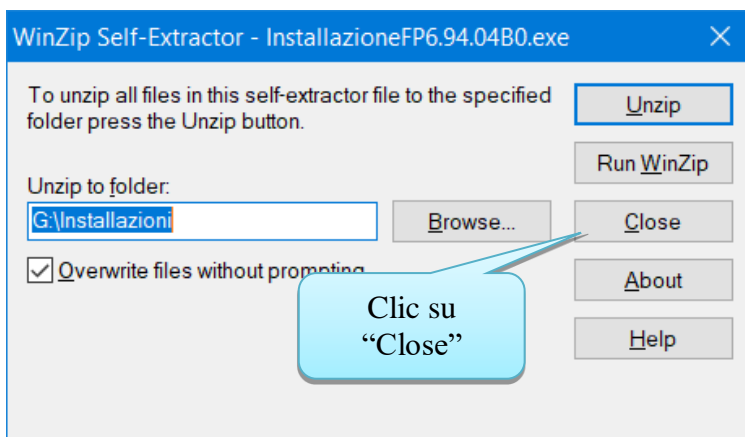 WinZip Self-Extractor - InstallazioneFP6.94.04B0.exe
To unzip all files in this self-extractor file to the specified
folder press the Unzip button.
Unzip
Run WinZip
Unzip to folder:
G:\Installazioni
Browse...
Close
Overwrite files without prompting
About
Clic su
“Close”
Help